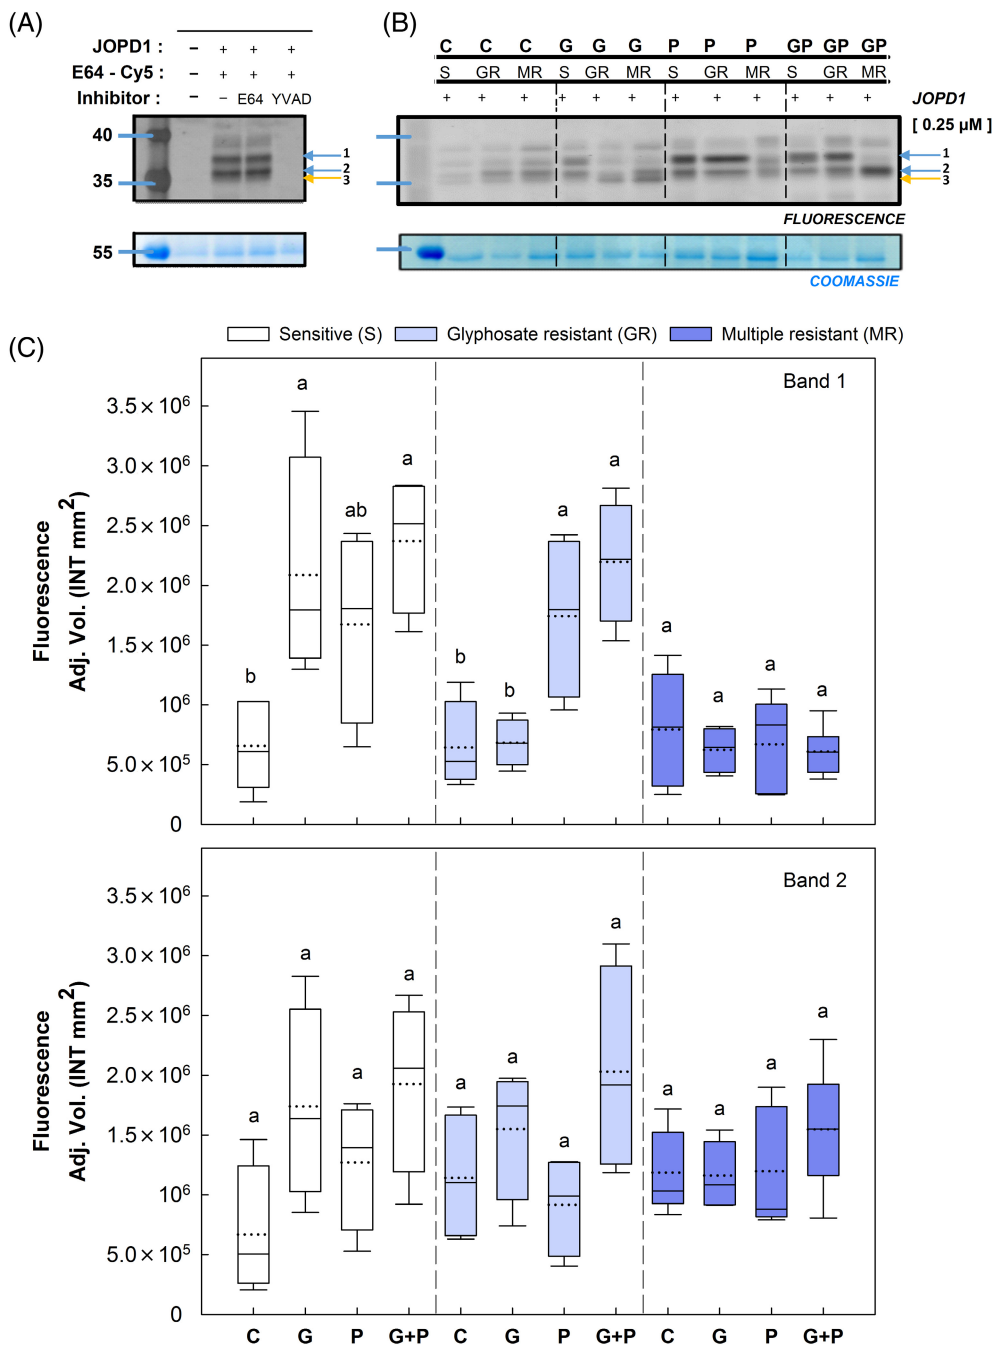 (A)
JOPD1 : – + + +
E64 - Cy5 : – + + +
Inhibitor : – – E64 YVAD
40
35
1
2
3
55
(B)
C C C G G G P P P GP GP GP
S GR MR S GR MR S GR MR S GR MR
+ + + + + + + + + + + +
JOPD1
[ 0.25 µM ]
1
2
3
FLUORESCENCE
COOMASSIE
(C)
Sensitive (S) Glyphosate resistant (GR) Multiple resistant (MR)
Band 1
Fluorescence
Adj. Vol. (INT mm²)
3.5 × 10⁶
3.0 × 10⁶
2.5 × 10⁶
2.0 × 10⁶
1.5 × 10⁶
10⁶
5.0 × 10⁵
0
b a ab a b b a a a a a a
Band 2
Fluorescence
Adj. Vol. (INT mm²)
3.5 × 10⁶
3.0 × 10⁶
2.5 × 10⁶
2.0 × 10⁶
1.5 × 10⁶
10⁶
5.0 × 10⁵
0
a a a a a a a a a a a a
C G P G+P C G P G+P C G P G+P